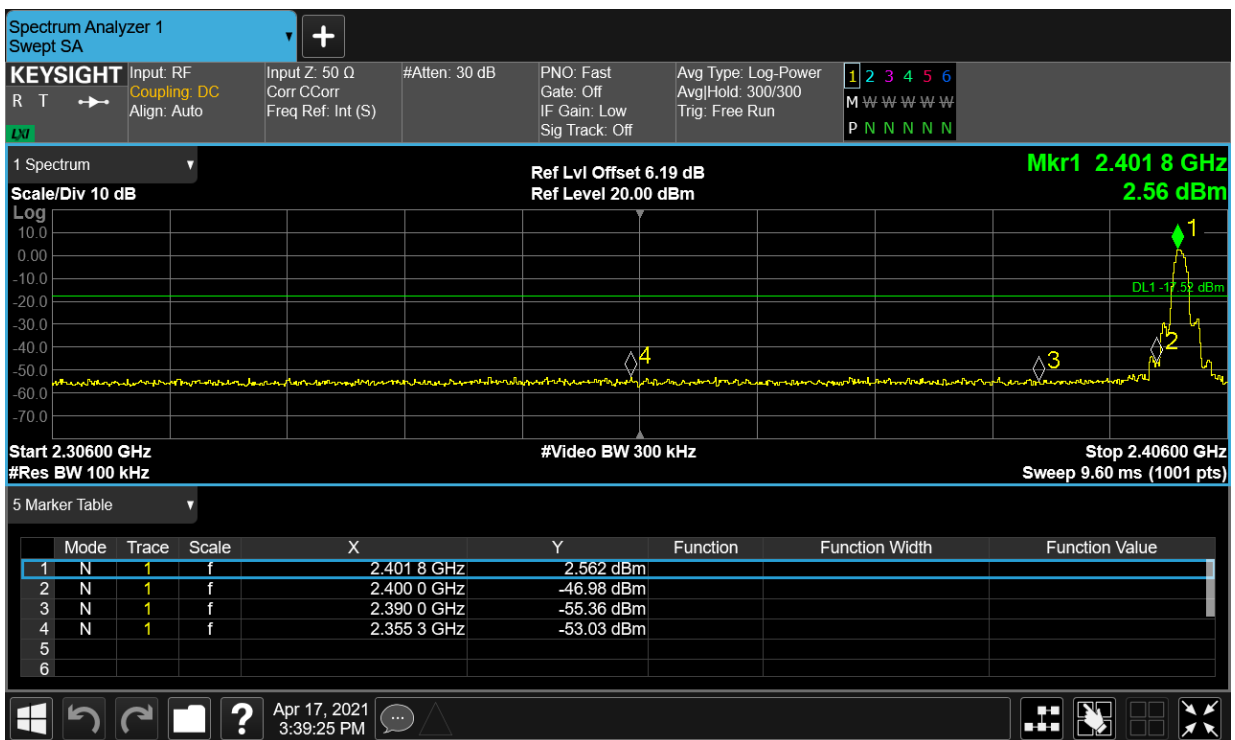 Spectrum Analyzer 1
Swept SA
+
KEYSIGHT Input: RF Input Z: 50 Ω #Atten: 30 dB PNO: Fast Avg Type: Log-Power 1 2 3 4 5 6
R T Coupling: DC Corr CCorr Gate: Off Avg|Hold: 300/300 M W W W W W
Align: Auto Freq Ref: Int (S) IF Gain: Low Trig: Free Run
LXI Sig Track: Off P N N N N N
1 Spectrum Ref Lvl Offset 6.19 dB Mkr1 2.401 8 GHz
Scale/Div 10 dB Ref Level 20.00 dBm 2.56 dBm
Log
10.0 1
0.00
-10.0
DL1 -17.52 dBm
-20.0
-30.0
-40.0 4 3 2
-50.0
-60.0
-70.0
Start 2.30600 GHz #Video BW 300 kHz Stop 2.40600 GHz
#Res BW 100 kHz Sweep 9.60 ms (1001 pts)
5 Marker Table
Mode Trace Scale X Y Function Function Width Function Value
1 N 1 f 2.401 8 GHz 2.562 dBm
2 N 1 f 2.400 0 GHz -46.98 dBm
3 N 1 f 2.390 0 GHz -55.36 dBm
4 N 1 f 2.355 3 GHz -53.03 dBm
5
6
? Apr 17, 2021
3:39:25 PM